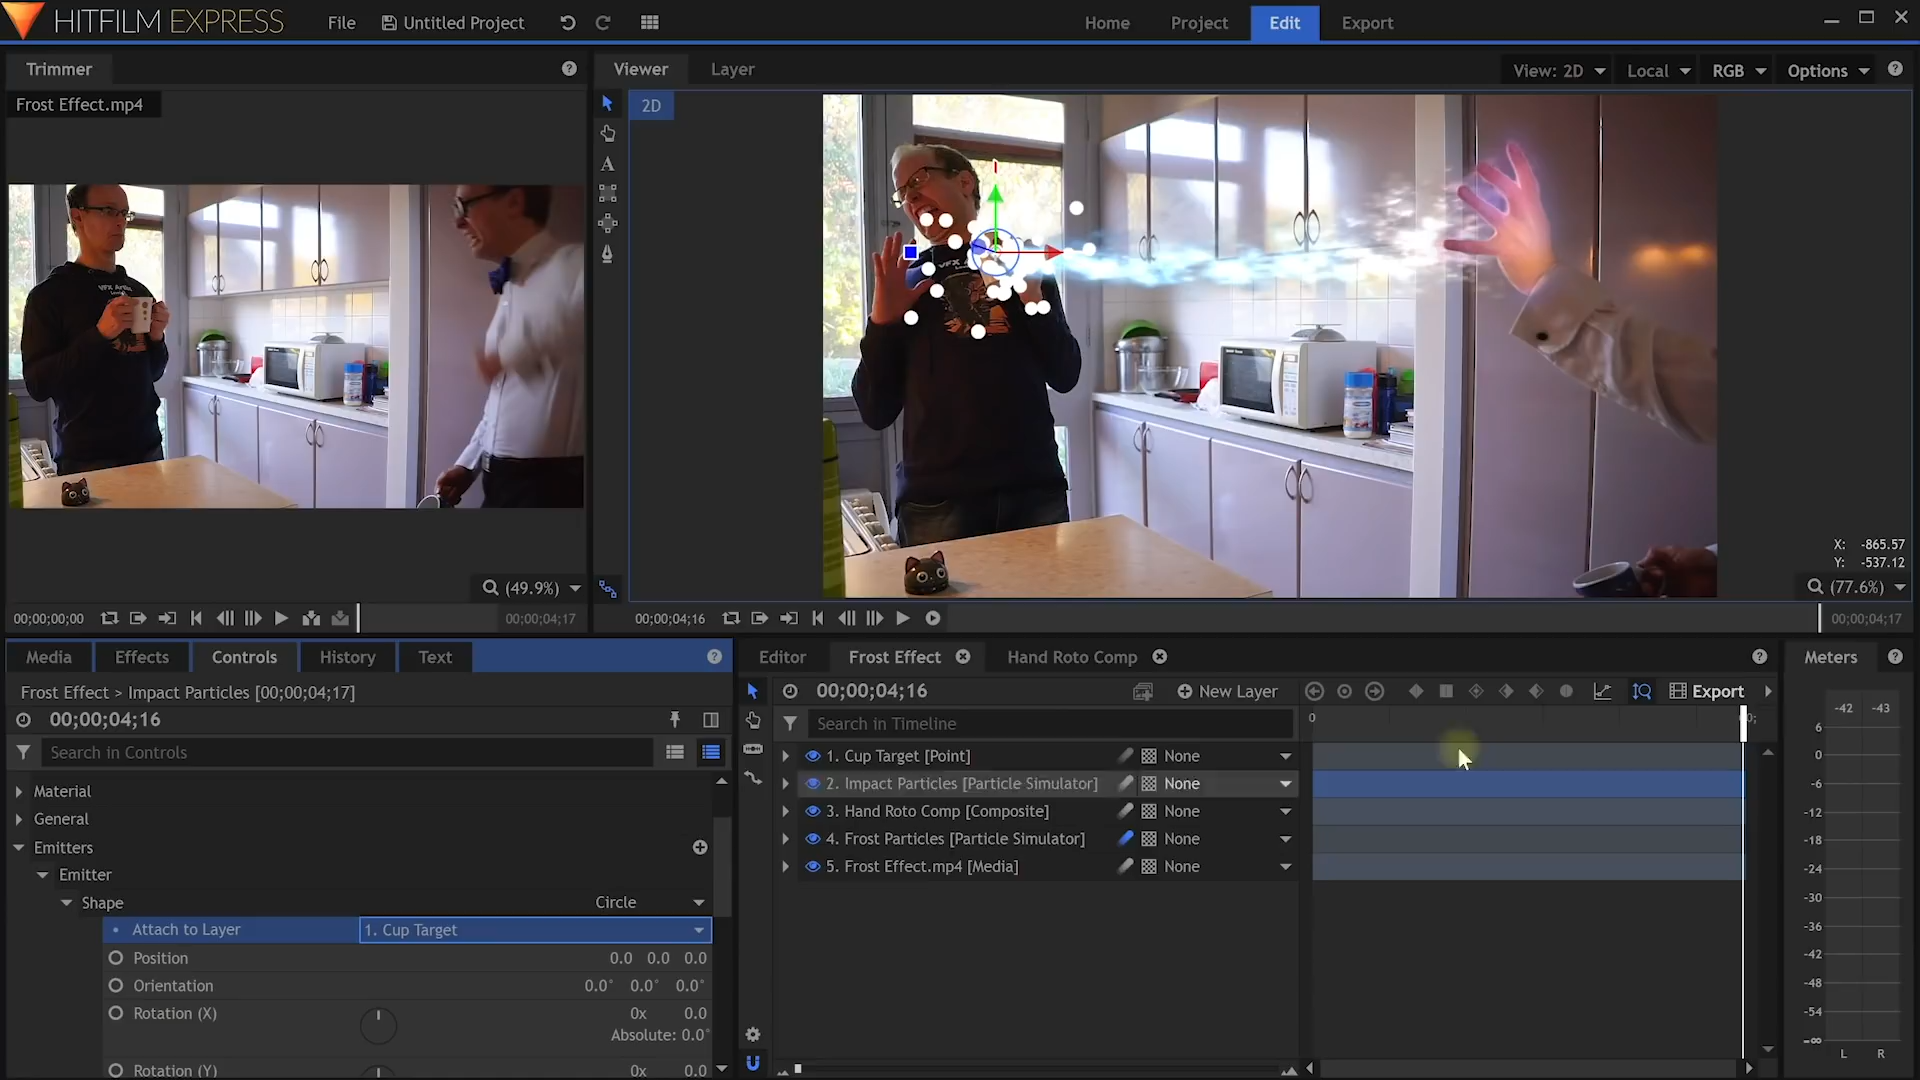 HITFILM EXPRESS File Untitled Project Home Project Edit Export
Trimmer
Viewer Layer View: 2D Local RGB Options
Frost Effect.mp4
2D
VFX Artist
X: -865.57
Y: -537.12
(49.9%) (77.6%)
00;00;00;00 00;00;04;17
00;00;04;16 00;00;04;17
Media Effects Controls History Text
Frost Effect > Impact Particles [00;00;04;17]
00;00;04;16
Search in Controls
Material
General
Emitters
Emitter
Shape Circle
Attach to Layer 1. Cup Target
Position 0.0 0.0 0.0
Orientation 0.0° 0.0° 0.0°
Rotation (X) 0x 0.0
Absolute: 0.0°
Rotation (Y) 0x 0.0
Editor Frost Effect Hand Roto Comp
00;00;04;16 New Layer Export
Search in Timeline 0
1. Cup Target [Point] None
2. Impact Particles [Particle Simulator] None
3. Hand Roto Comp [Composite] None
4. Frost Particles [Particle Simulator] None
5. Frost Effect.mp4 [Media] None
Meters
-42 -43
6
0
-6
-12
-18
-24
-30
-36
-42
-48
-54
-∞
L R